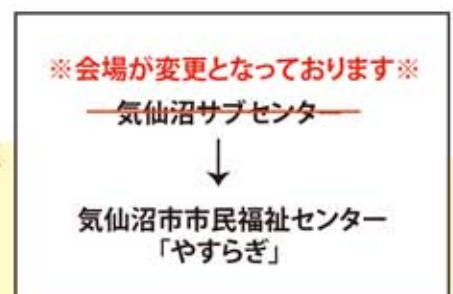 ※会場が変更となっております※
気仙沼サブセンター
↓
気仙沼市市民福祉センター
「やすらぎ」